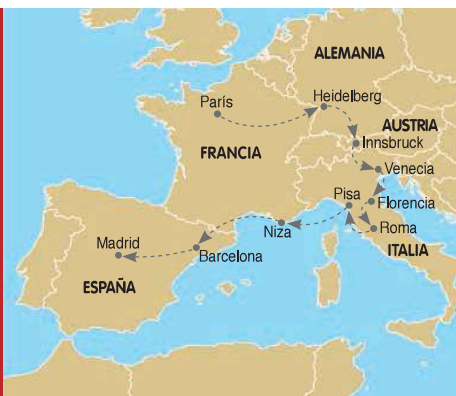 ALEMANIA
París
Heidelberg
AUSTRIA
Innsbruck
FRANCIA
Venecia
Pisa
Florencia
Niza
Roma
Madrid
Barcelona
ITALIA
ESPAÑA